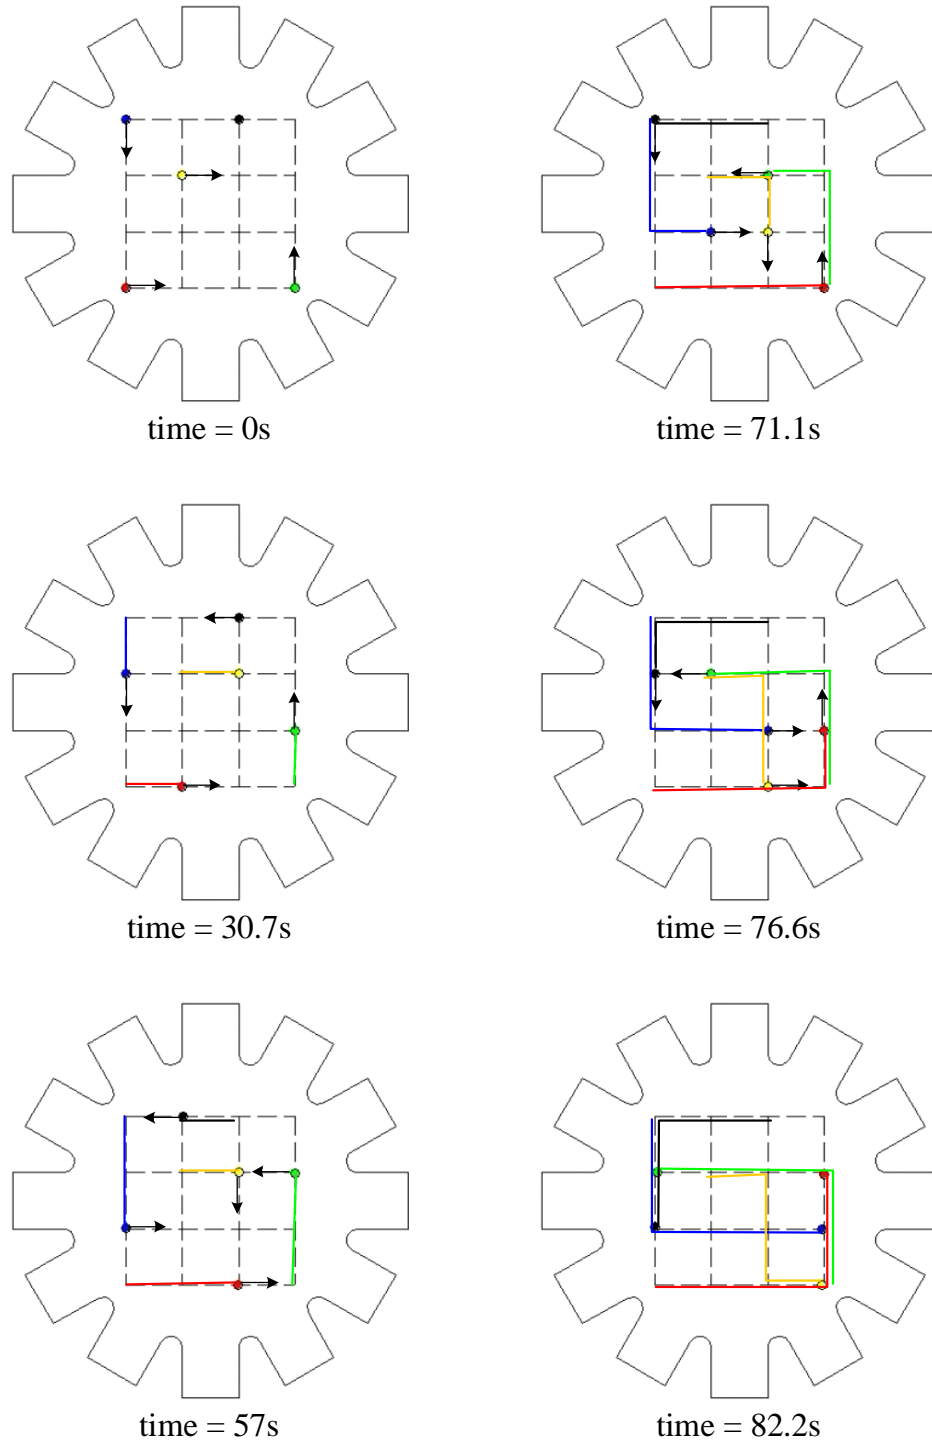 time = 0s
time = 71.1s
time = 30.7s
time = 76.6s
time = 57s
time = 82.2s